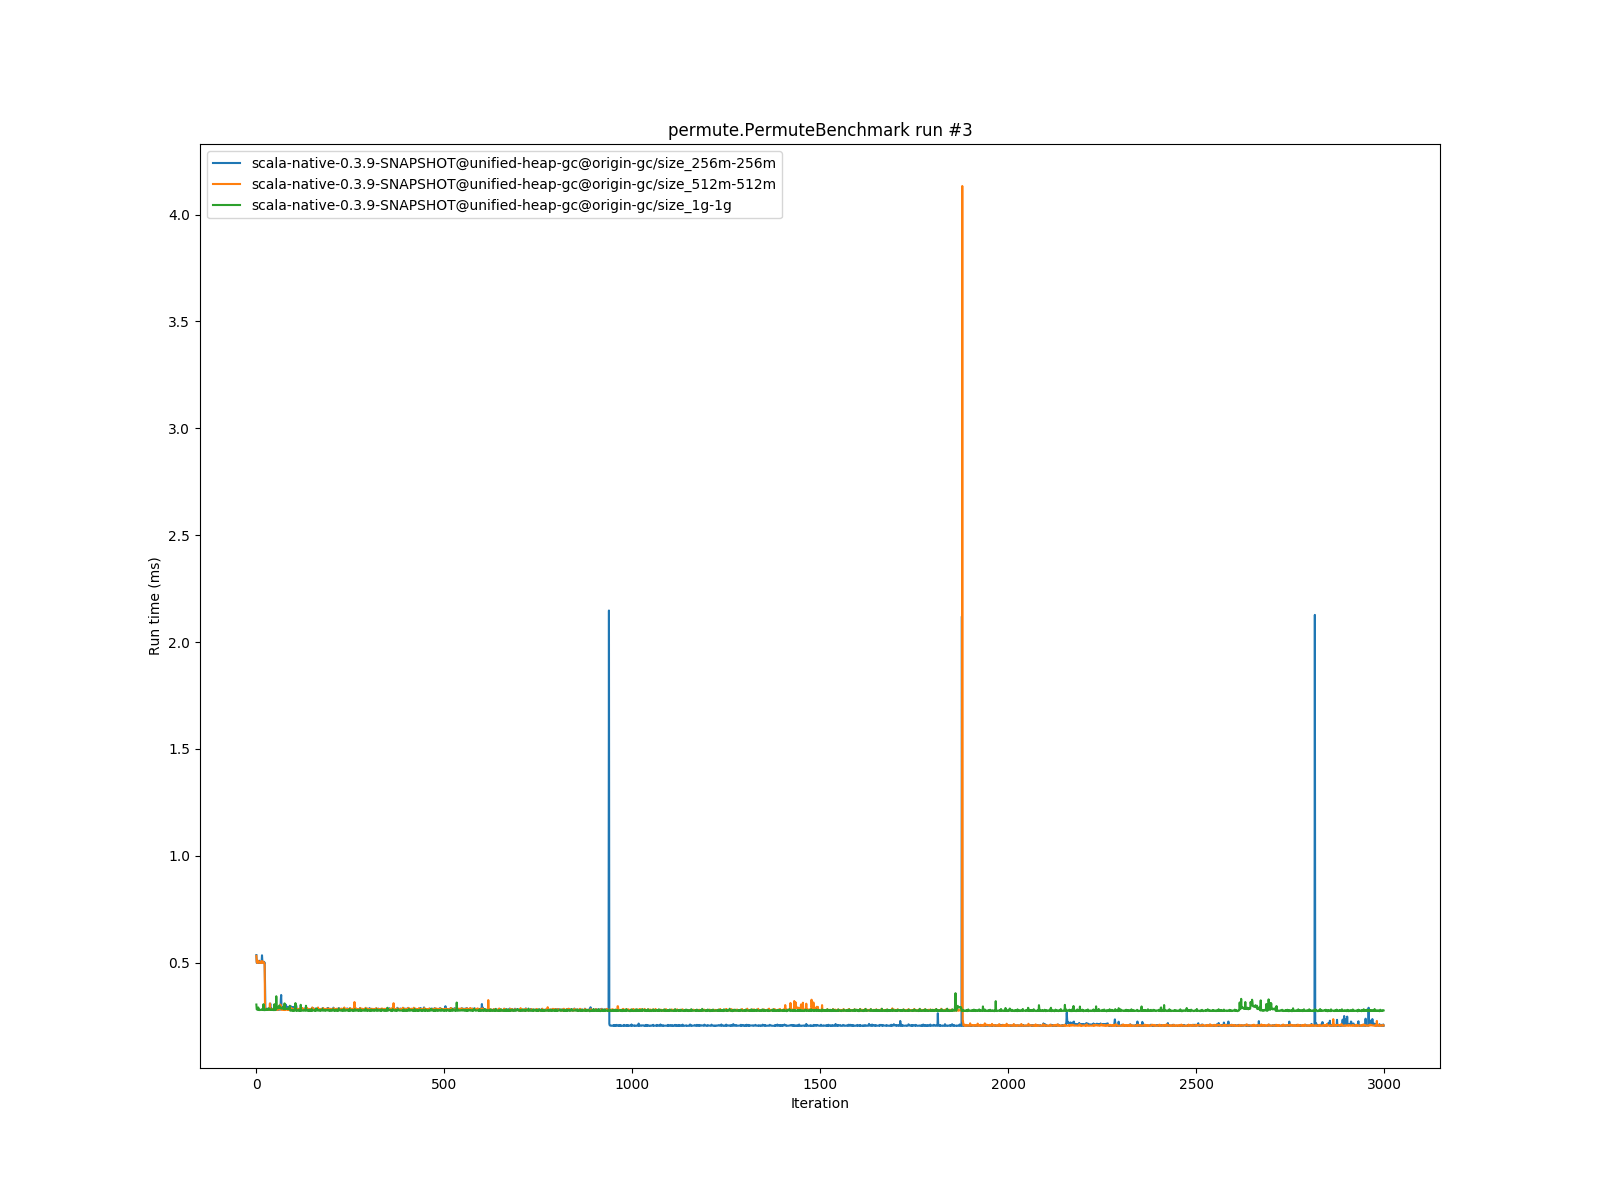 permute.PermuteBenchmark run #3
scala-native-0.3.9-SNAPSHOT@unified-heap-gc@origin-gc/size_256m-256m
scala-native-0.3.9-SNAPSHOT@unified-heap-gc@origin-gc/size_512m-512m
scala-native-0.3.9-SNAPSHOT@unified-heap-gc@origin-gc/size_1g-1g
4.0
3.5
3.0
2.5
2.0
1.5
1.0
0.5
Run time (ms)
0 500 1000 1500 2000 2500 3000
Iteration